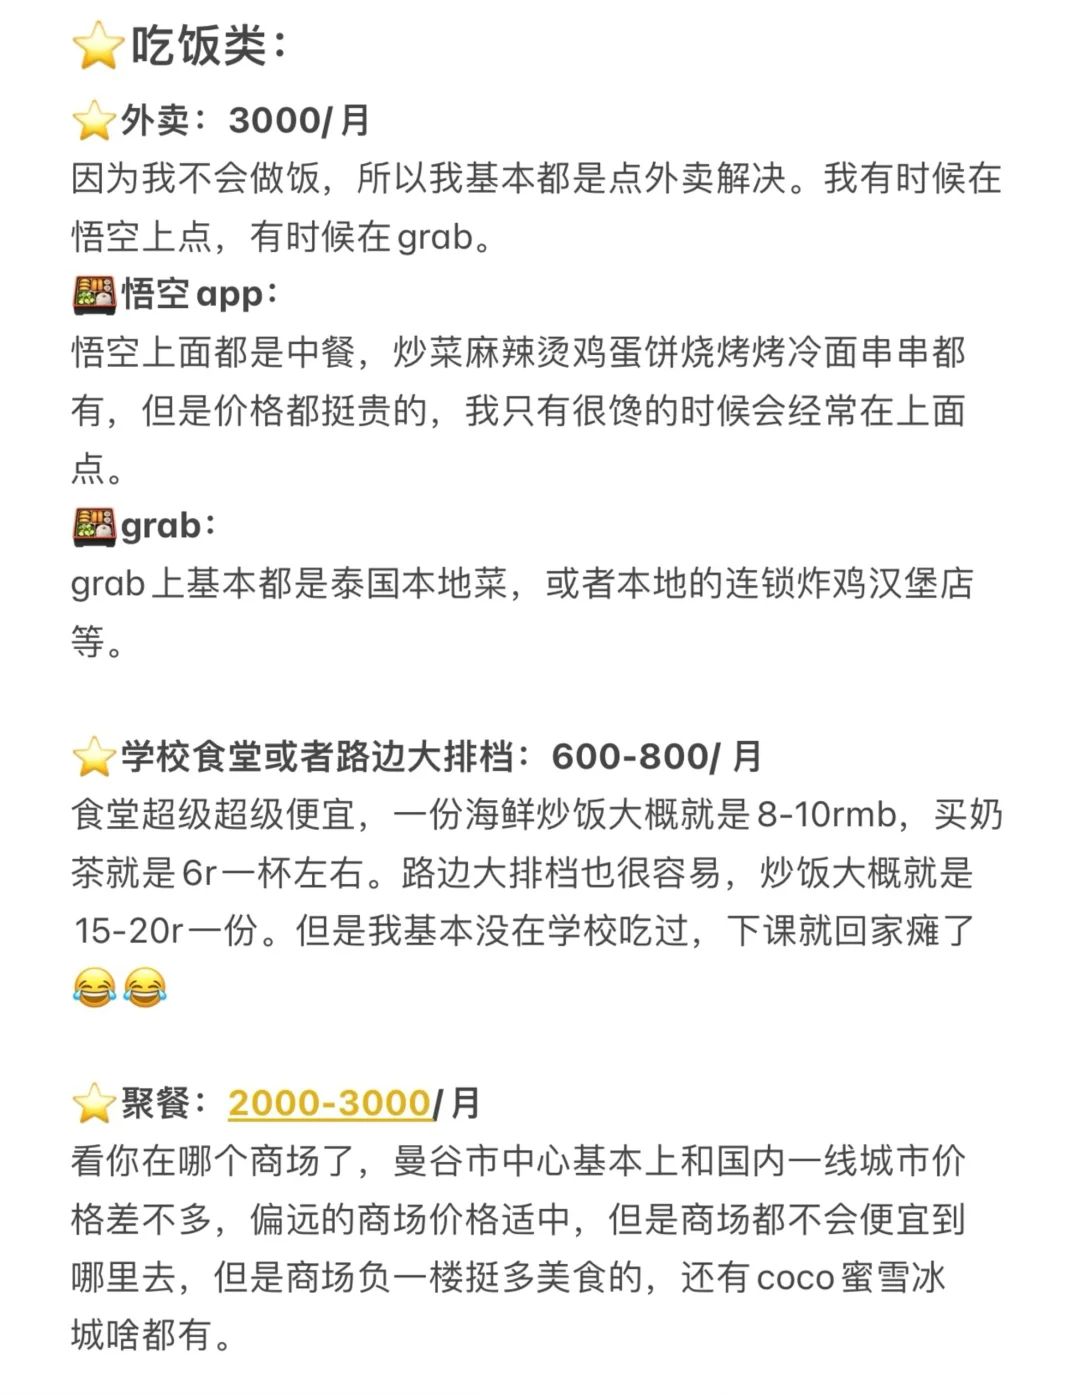 ⭐吃饭类：
⭐外卖：3000/月
因为我不会做饭，所以我基本都是点外卖解决。我有时候在
悟空上点，有时候在grab。
🍱悟空app：
悟空上面都是中餐，炒菜麻辣烫鸡蛋饼烧烤烤冷面串串都
有，但是价格都挺贵的，我只有很馋的时候会经常在上面
点。
🍱grab：
grab上基本都是泰国本地菜，或者本地的连锁炸鸡汉堡店
等。
⭐学校食堂或者路边大排档：600-800/ 月
食堂超级超级便宜，一份海鲜炒饭大概就是8-10rmb，买奶
茶就是6r一杯左右。路边大排档也很容易，炒饭大概就是
15-20r一份。但是我基本没在学校吃过，下课就回家瘫了
😂😂
⭐聚餐：2000-3000/月
看你在哪个商场了，曼谷市中心基本上和国内一线城市价
格差不多，偏远的商场价格适中，但是商场都不会便宜到
哪里去，但是商场负一楼挺多美食的，还有coco蜜雪冰
城啥都有。